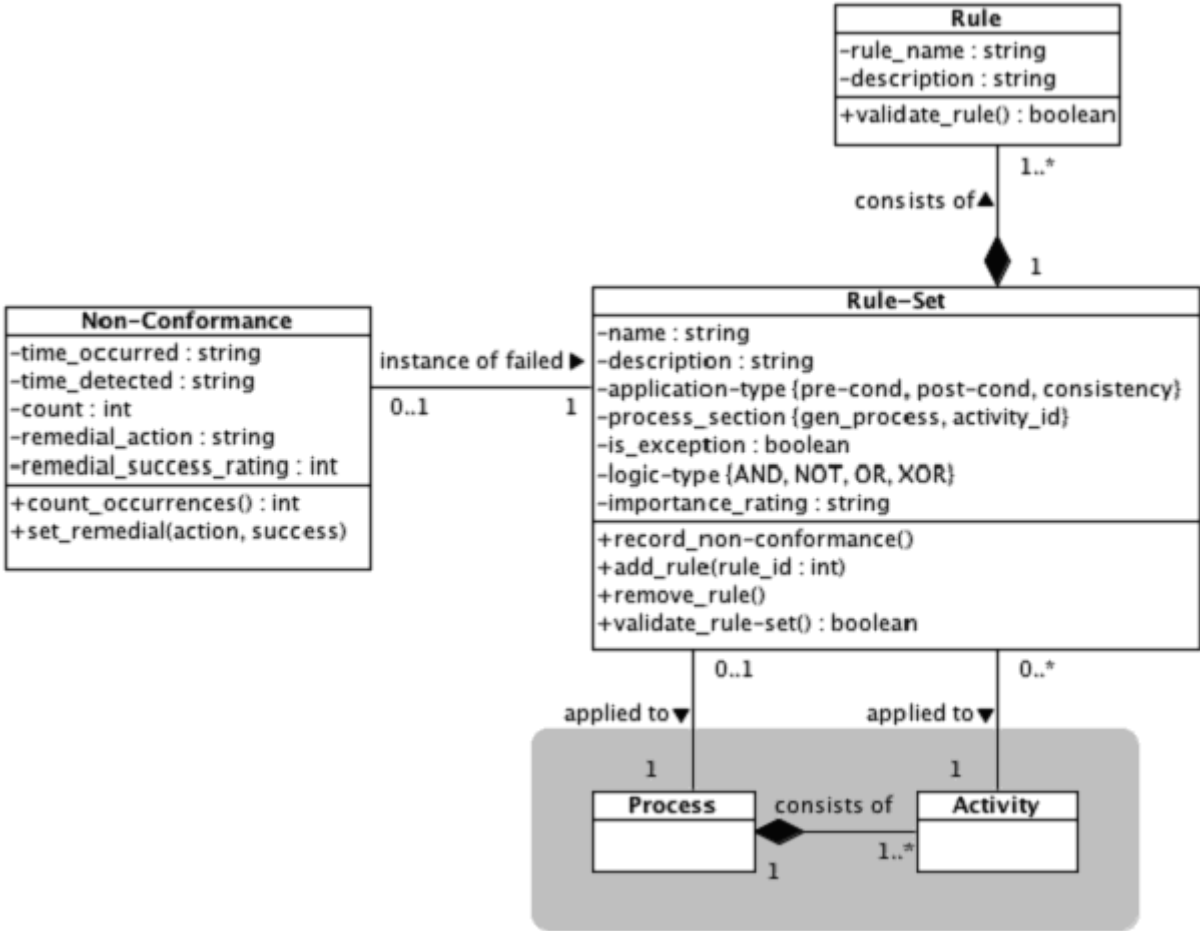 Rule
-rule_name : string
-description : string
+validate_rule() : boolean
1..*
consists of▲
1
Non-Conformance
-time_occurred : string
-time_detected : string
-count : int
-remedial_action : string
-remedial_success_rating : int
+count_occurrences() : int
+set_remedial(action, success)
instance of failed ▶
0..1
1
Rule-Set
-name : string
-description : string
-application-type {pre-cond, post-cond, consistency}
-process_section {gen_process, activity_id}
-is_exception : boolean
-logic-type {AND, NOT, OR, XOR}
-importance_rating : string
+record_non-conformance()
+add_rule(rule_id : int)
+remove_rule()
+validate_rule-set() : boolean
0..1
0..*
applied to▼
applied to▼
1
1
Process
consists of
Activity
1..*
1